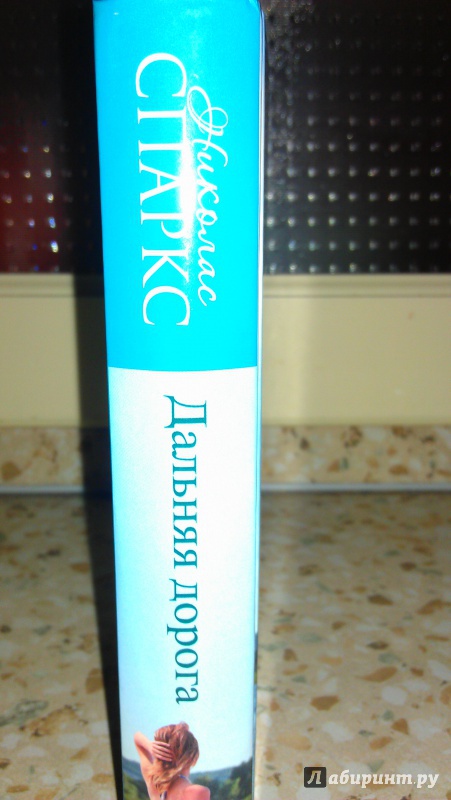 Николас
СПАРКС
Дальняя дорога
Лабиринт.ру